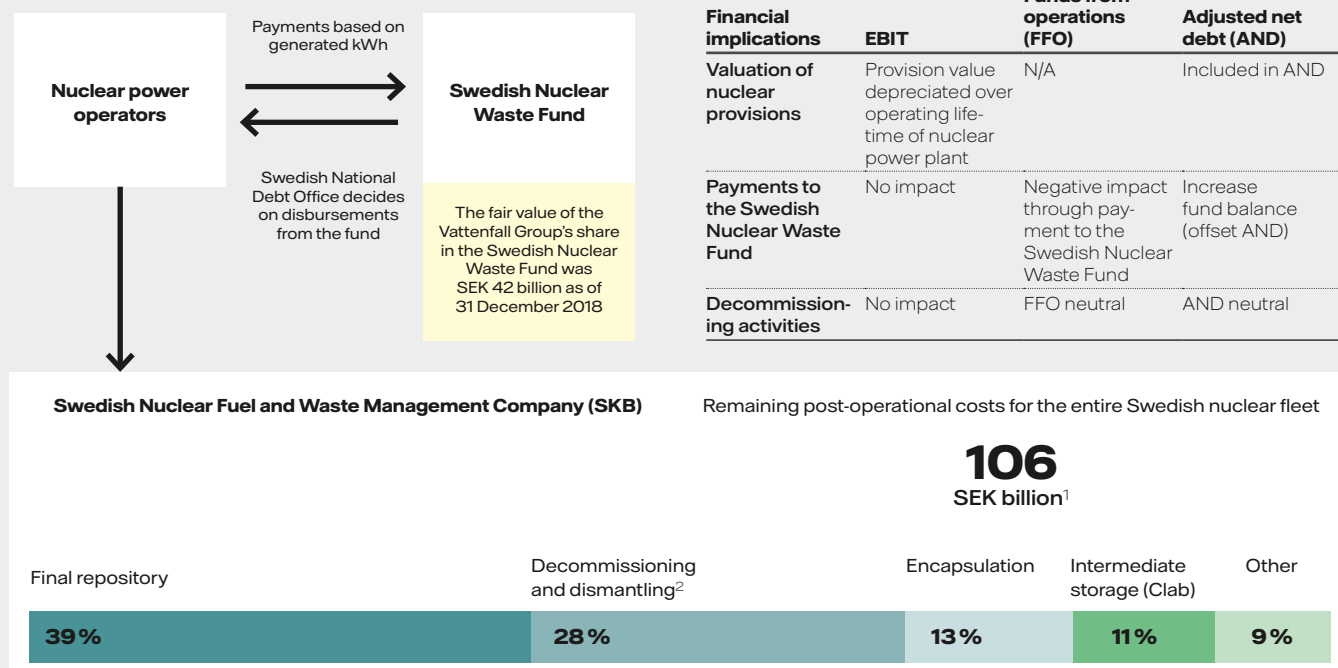 Payments based on
generated kWh
Nuclear power
operators
Swedish Nuclear
Waste Fund
Swedish National
Debt Office decides
on disbursements
from the fund
The fair value of the
Vattenfall Group's share
in the Swedish Nuclear
Waste Fund was
SEK 42 billion as of
31 December 2018
Financial
implications
EBIT
operations
(FFO)
Adjusted net
debt (AND)
Valuation of
nuclear
provisions
Provision value
depreciated over
operating life-
time of nuclear
power plant
N/A
Included in AND
Payments to
the Swedish
Nuclear Waste
Fund
No impact
Negative impact
through pay-
ment to the
Swedish Nuclear
Waste Fund
Increase
fund balance
(offset AND)
Decommission-
ing activities
No impact
FFO neutral
AND neutral
Swedish Nuclear Fuel and Waste Management Company (SKB)
Remaining post-operational costs for the entire Swedish nuclear fleet
106
SEK billion¹
Final repository
Decommissioning
and dismantling²
Encapsulation
Intermediate
storage (Clab)
Other
39%
28%
13%
11%
9%